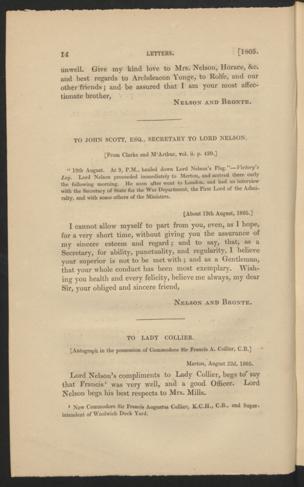 14 LETTERS. [1805.
unwell. Give my kind love to Mrs. Nelson, Horace, &c.
and best regards to Archdeacon Yonge, to Rolfe, and our
other friends; and be assured that I am your most affec-
tionate brother,
NELSON AND BRONTE.
TO JOHN SCOTT, ESQ., SECRETARY TO LORD NELSON.
[From Clarke and M'Arthur, vol. ii. p. 420.]
"19th August. At 9, P.M., hauled down Lord Nelson's Flag."—Victory's
Log. Lord Nelson proceeded immediately to Merton, and arrived there early
the following morning. He soon after went to London, and had an interview
with the Secretary of State for the War Department, the First Lord of the Admi-
ralty, and with some others of the Ministers.
[About 19th August, 1805.]
I cannot allow myself to part from you, even, as I hope,
for a very short time, without giving you the assurance of
my sincere esteem and regard; and to say, that, as a
Secretary, for ability, punctuality, and regularity, I believe
your superior is not to be met with; and as a Gentleman,
that your whole conduct has been most exemplary. Wish-
ing you health and every felicity, believe me always, my dear
Sir, your obliged and sincere friend,
NELSON AND BRONTE.
TO LADY COLLIER.
[Autograph in the possession of Commodore Sir Francis A. Collier, C.B.]
Merton, August 22d, 1805.
Lord Nelson's compliments to Lady Collier, begs to say
that Francis¹ was very well, and a good Officer. Lord
Nelson begs his best respects to Mrs. Mills.
¹ Now Commodore Sir Francis Augustus Collier, K.C.H., C.B., and Super-
intendent of Woolwich Dock Yard.